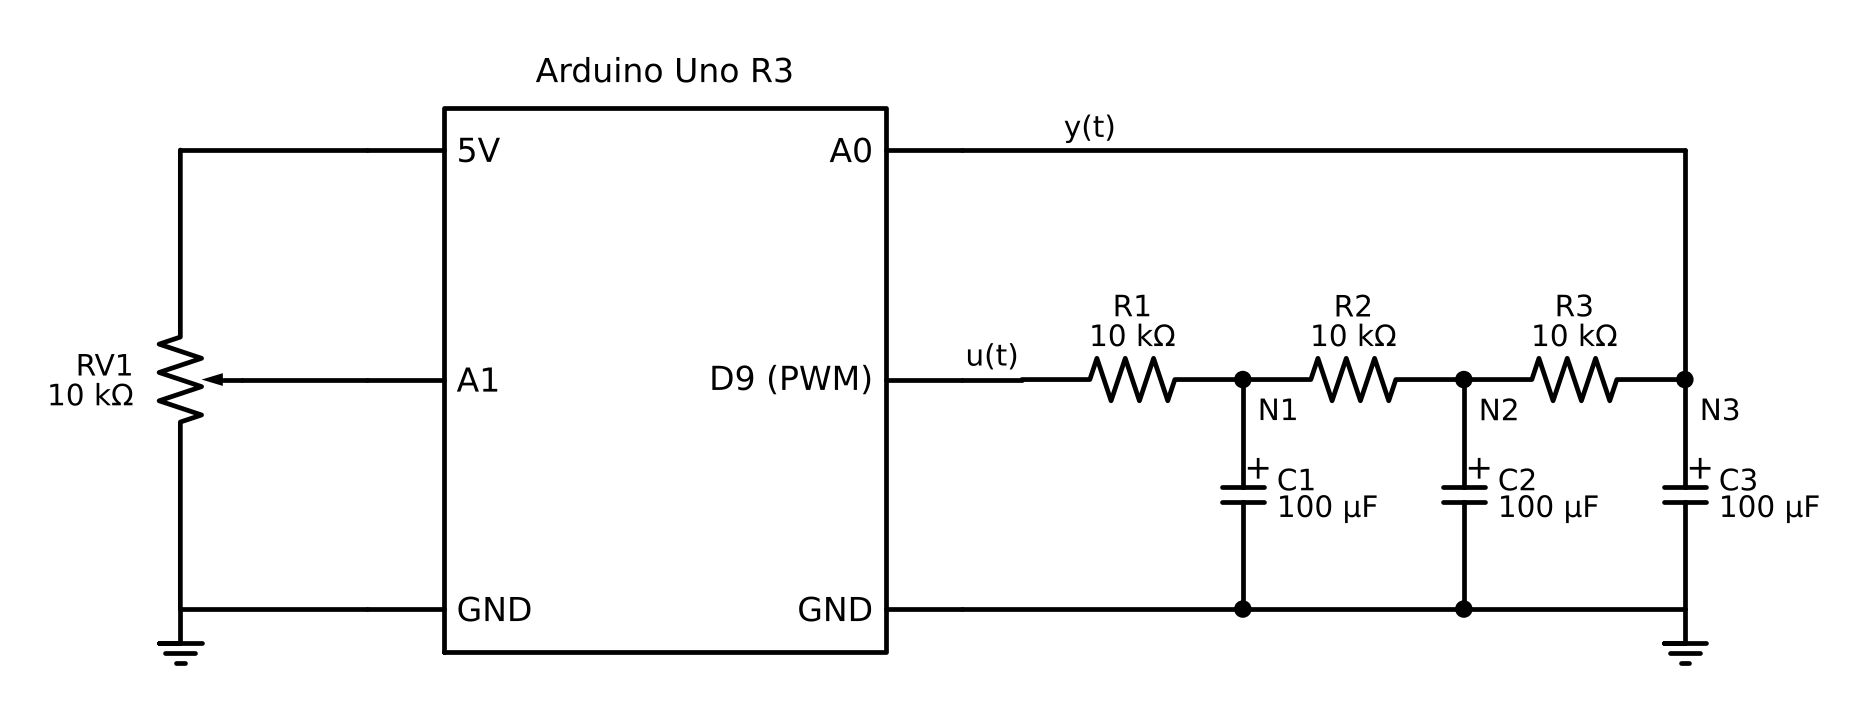 Arduino Uno R3
5V
A0
y(t)
RV1
10 kΩ
A1
D9 (PWM)
u(t)
R1
10 kΩ
R2
10 kΩ
R3
10 kΩ
N1
N2
N3
+
C1
100 µF
+
C2
100 µF
+
C3
100 µF
GND
GND